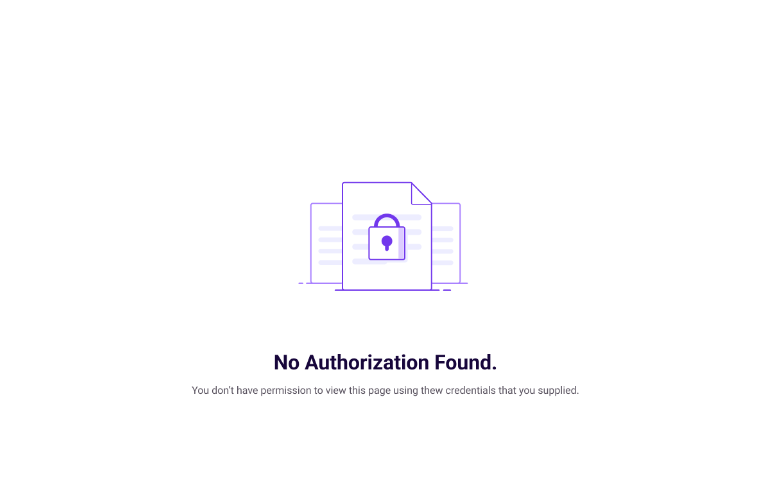 No Authorization Found.
You don't have permission to view this page using thew credentials that you supplied.